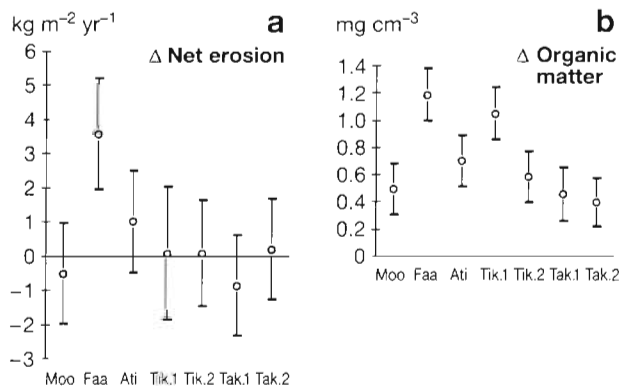 kg m⁻² yr⁻¹
a
Δ Net erosion
6
5
4
3
2
1
0
−1
−2
−3
Moo Faa Ati Tik.1 Tik.2 Tak.1 Tak.2
mg cm⁻³
b
Δ Organic
matter
1.4
1.2
1.0
0.8
0.6
0.4
0.2
0
Moo Faa Ati Tik.1 Tik.2 Tak.1 Tak.2